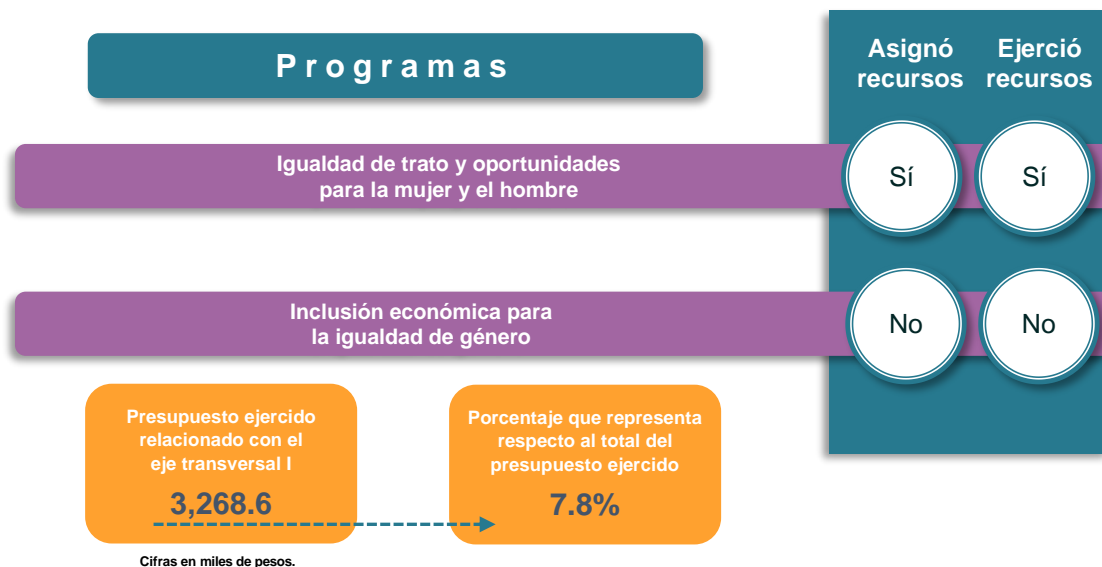 Programas
Asignó
recursos
Ejerció
recursos
Igualdad de trato y oportunidades
para la mujer y el hombre
Sí
Sí
Inclusión económica para
la igualdad de género
No
No
Presupuesto ejercido
relacionado con el
eje transversal I
3,268.6
Porcentaje que representa
respecto al total del
presupuesto ejercido
7.8%
Cifras en miles de pesos.